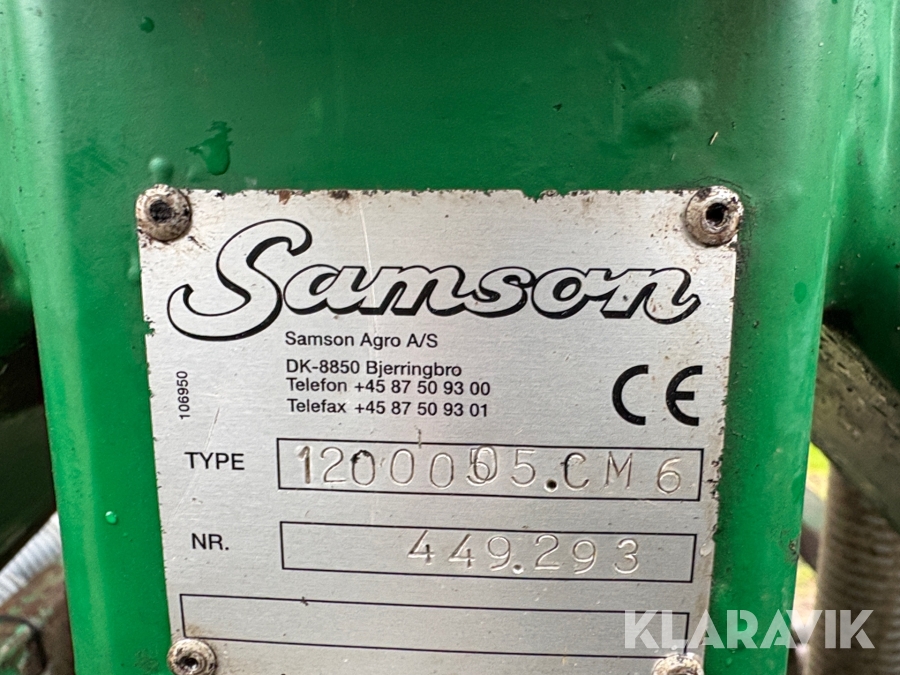 Samson
Samson Agro A/S
DK-8850 Bjerringbro
Telefon +45 87 50 93 00
Telefax +45 87 50 93 01
106950
CE
TYPE
NR. 449.293
KLARAVIK